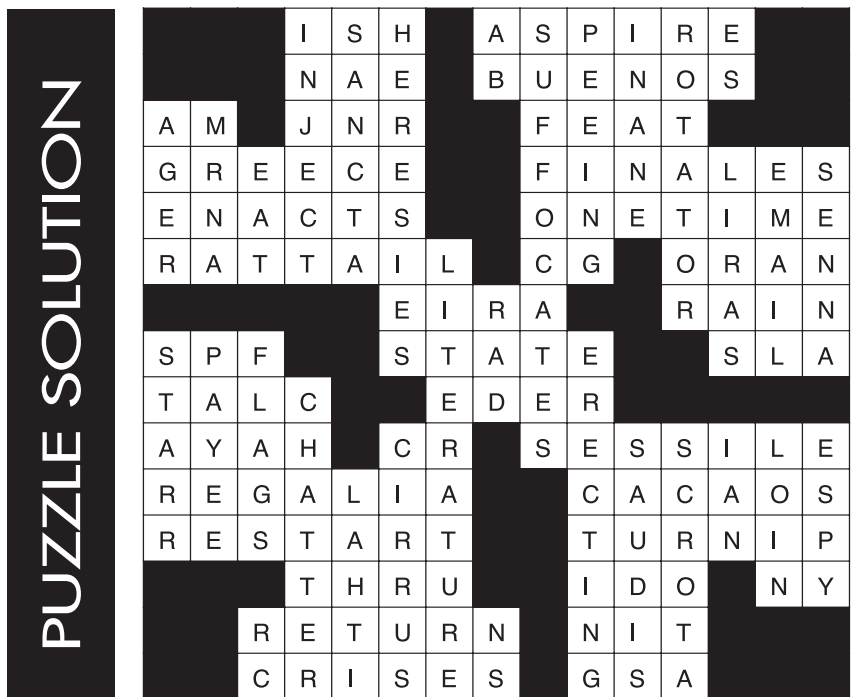 PUZZLE SOLUTION
I S H A S P I R E
N A E B U E N O S
A M J N R F E A T
G R E E C E F I N A L E S
E N A C T S O N E T I M E
R A T T A I L C G O R A N
E I R A R A I N
S P F S T A T E S L A
T A L C E D E R
A Y A H C R S E S S I L E
R E G A L I A C A C A O S
R E S T A R T T U R N I P
T H R U I D O N Y
R E T U R N N I T
C R I S E S G S A